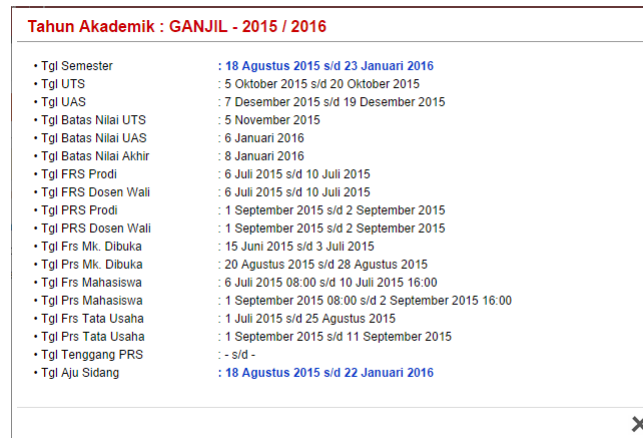 Tahun Akademik : GANJIL - 2015 / 2016
• Tgl Semester : 18 Agustus 2015 s/d 23 Januari 2016
• Tgl UTS : 5 Oktober 2015 s/d 20 Oktober 2015
• Tgl UAS : 7 Desember 2015 s/d 19 Desember 2015
• Tgl Batas Nilai UTS : 5 November 2015
• Tgl Batas Nilai UAS : 6 Januari 2016
• Tgl Batas Nilai Akhir : 8 Januari 2016
• Tgl FRS Prodi : 6 Juli 2015 s/d 10 Juli 2015
• Tgl FRS Dosen Wali : 6 Juli 2015 s/d 10 Juli 2015
• Tgl PRS Prodi : 1 September 2015 s/d 2 September 2015
• Tgl PRS Dosen Wali : 1 September 2015 s/d 2 September 2015
• Tgl Frs Mk. Dibuka : 15 Juni 2015 s/d 3 Juli 2015
• Tgl Prs Mk. Dibuka : 20 Agustus 2015 s/d 28 Agustus 2015
• Tgl Frs Mahasiswa : 6 Juli 2015 08:00 s/d 10 Juli 2015 16:00
• Tgl Prs Mahasiswa : 1 September 2015 08:00 s/d 2 September 2015 16:00
• Tgl Frs Tata Usaha : 1 Juli 2015 s/d 25 Agustus 2015
• Tgl Prs Tata Usaha : 1 September 2015 s/d 11 September 2015
• Tgl Tenggang PRS : - s/d -
• Tgl Aju Sidang : 18 Agustus 2015 s/d 22 Januari 2016